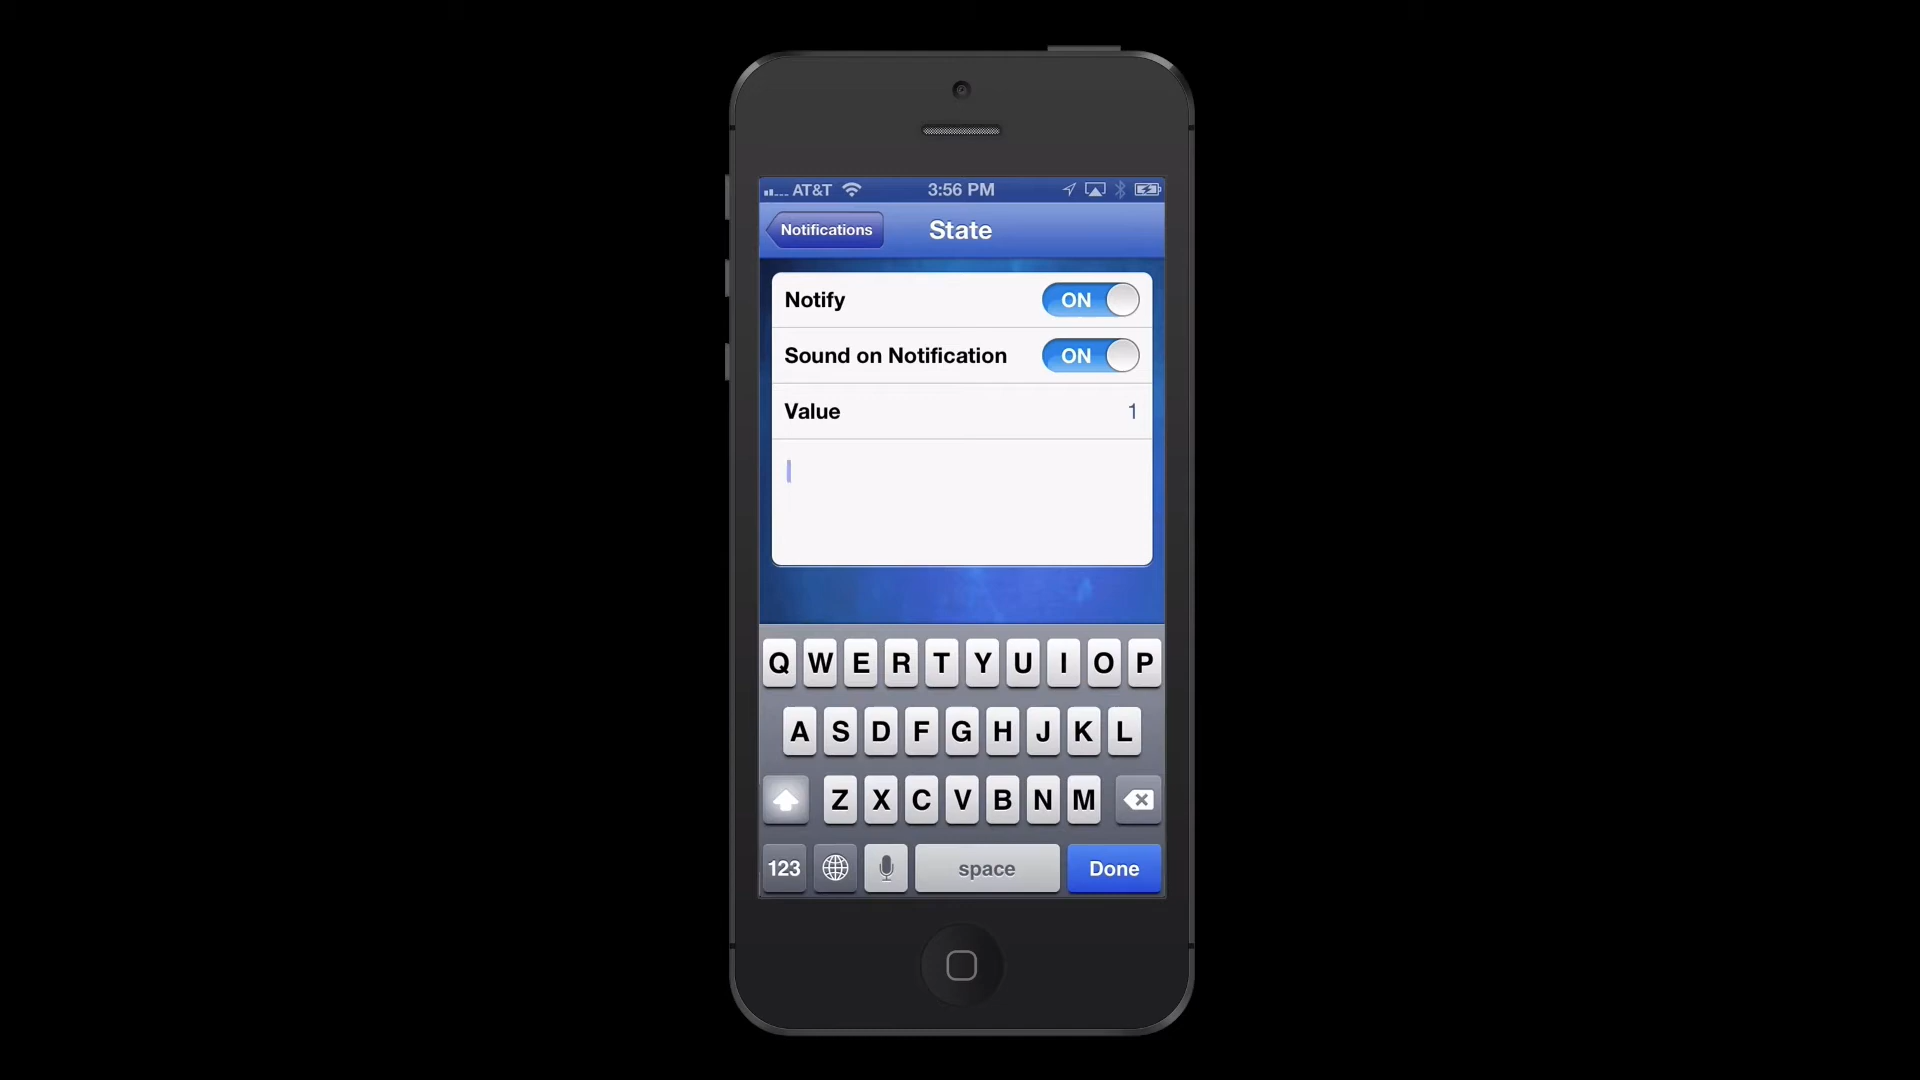 AT&T 3:56 PM
Notifications State
Notify ON
Sound on Notification ON
Value 1
Q W E R T Y U I O P
A S D F G H J K L
Z X C V B N M
123 space Done